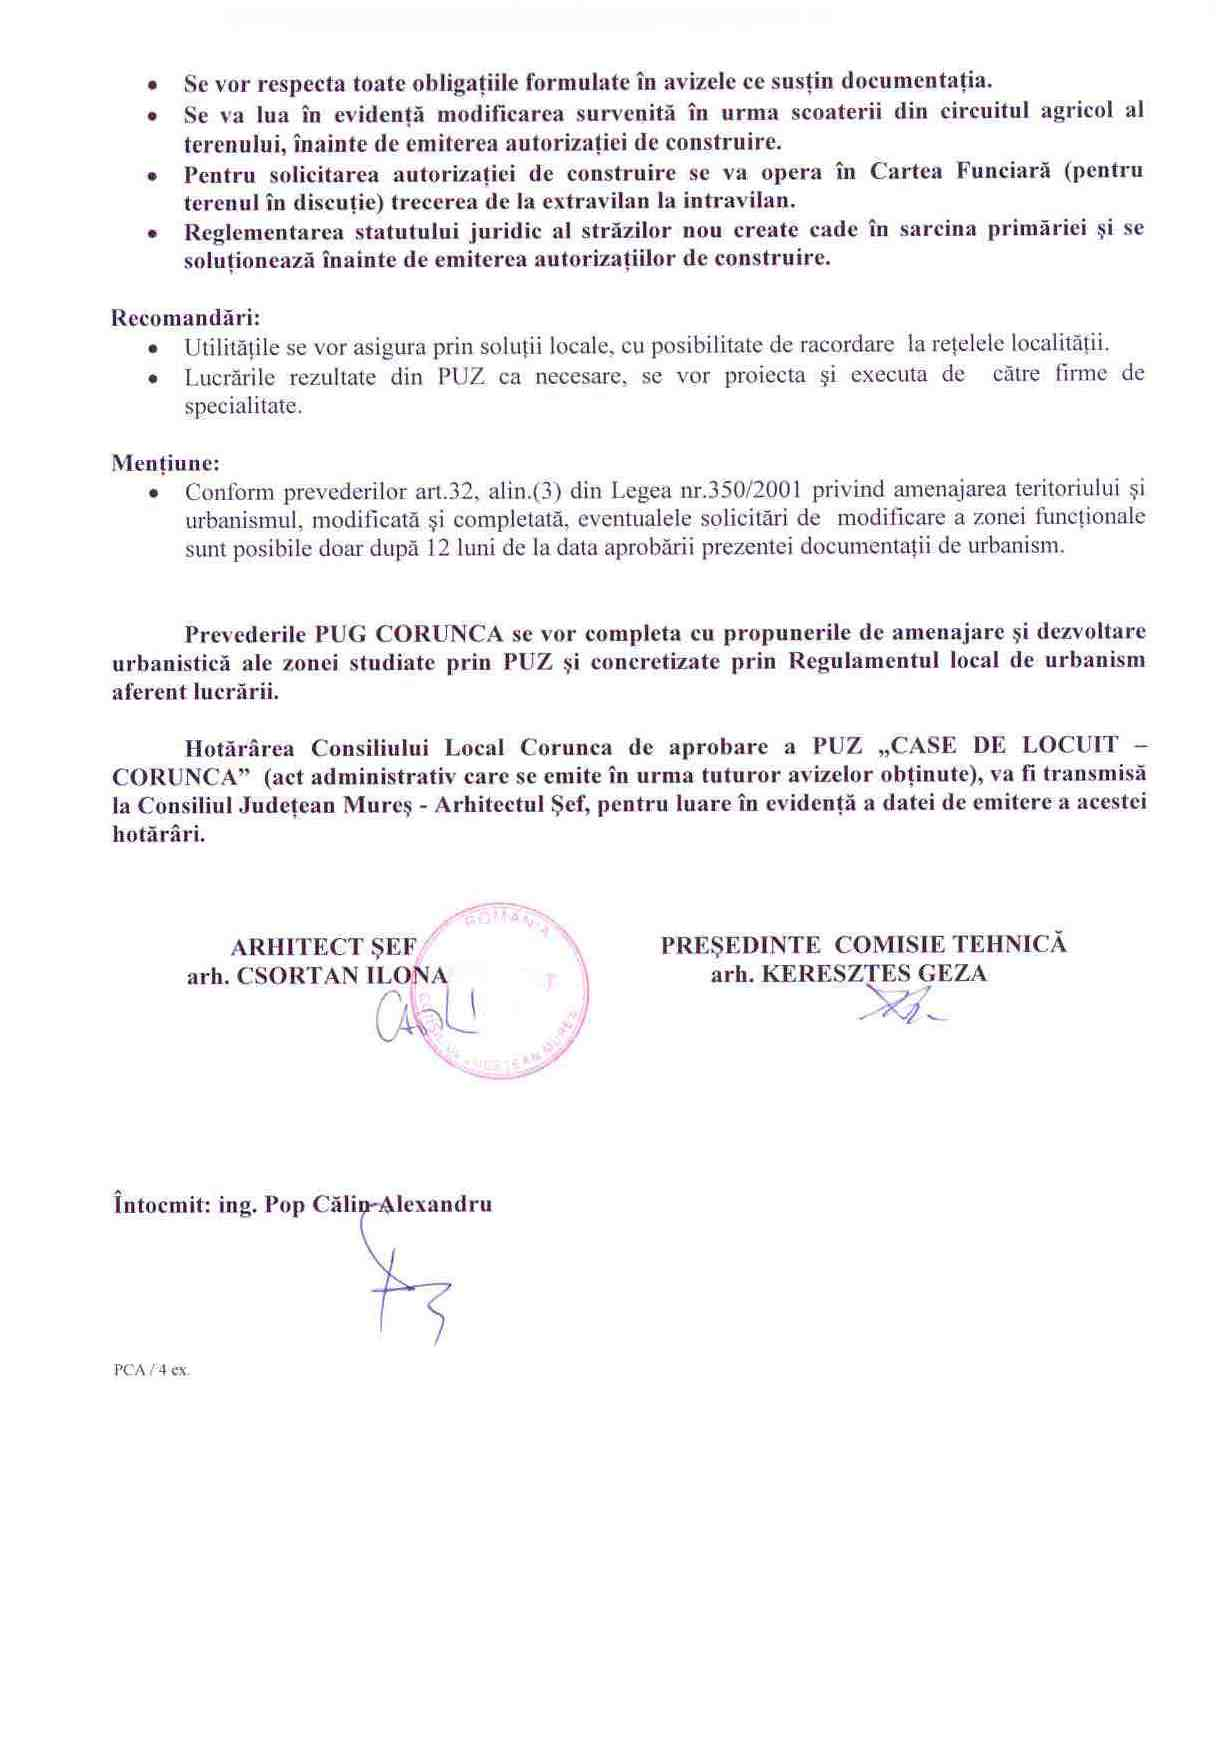 • Se vor respecta toate obligațiile formulate în avizele ce susțin documentația.
• Se va lua în evidență modificarea survenită în urma scoaterii din circuitul agricol al
terenului, înainte de emiterea autorizației de construire.
• Pentru solicitarea autorizației de construire se va opera în Cartea Funciară (pentru
terenul în discuție) trecerea de la extravilan la intravilan.
• Reglementarea statutului juridic al străzilor nou create cade în sarcina primăriei și se
soluționează înainte de emiterea autorizațiilor de construire.
Recomandări:
• Utilitățile se vor asigura prin soluții locale, cu posibilitate de racordare la rețelele localității.
• Lucrările rezultate din PUZ ca necesare, se vor proiecta și executa de către firme de
specialitate.
Mențiune:
• Conform prevederilor art.32, alin.(3) din Legea nr.350/2001 privind amenajarea teritoriului și
urbanismul, modificată și completată, eventualele solicitări de modificare a zonei funcționale
sunt posibile doar după 12 luni de la data aprobării prezentei documentații de urbanism.
Prevederile PUG CORUNCA se vor completa cu propunerile de amenajare și dezvoltare
urbanistică ale zonei studiate prin PUZ și concretizate prin Regulamentul local de urbanism
aferent lucrării.
Hotărârea Consiliului Local Corunca de aprobare a PUZ „CASE DE LOCUIT –
CORUNCA” (act administrativ care se emite în urma tuturor avizelor obținute), va fi transmisă
la Consiliul Județean Mureș - Arhitectul Șef, pentru luare în evidență a datei de emitere a acestei
hotărâri.
ROMÂNIA
ARHITECT ȘEF
arh. CSORTAN ILONA
PREȘEDINTE COMISIE TEHNICĂ
arh. KERESZTES GEZA
CONSILIUL JUDEȚEAN MUREȘ
Întocmit: ing. Pop Călin-Alexandru
PCA / 4 ex.